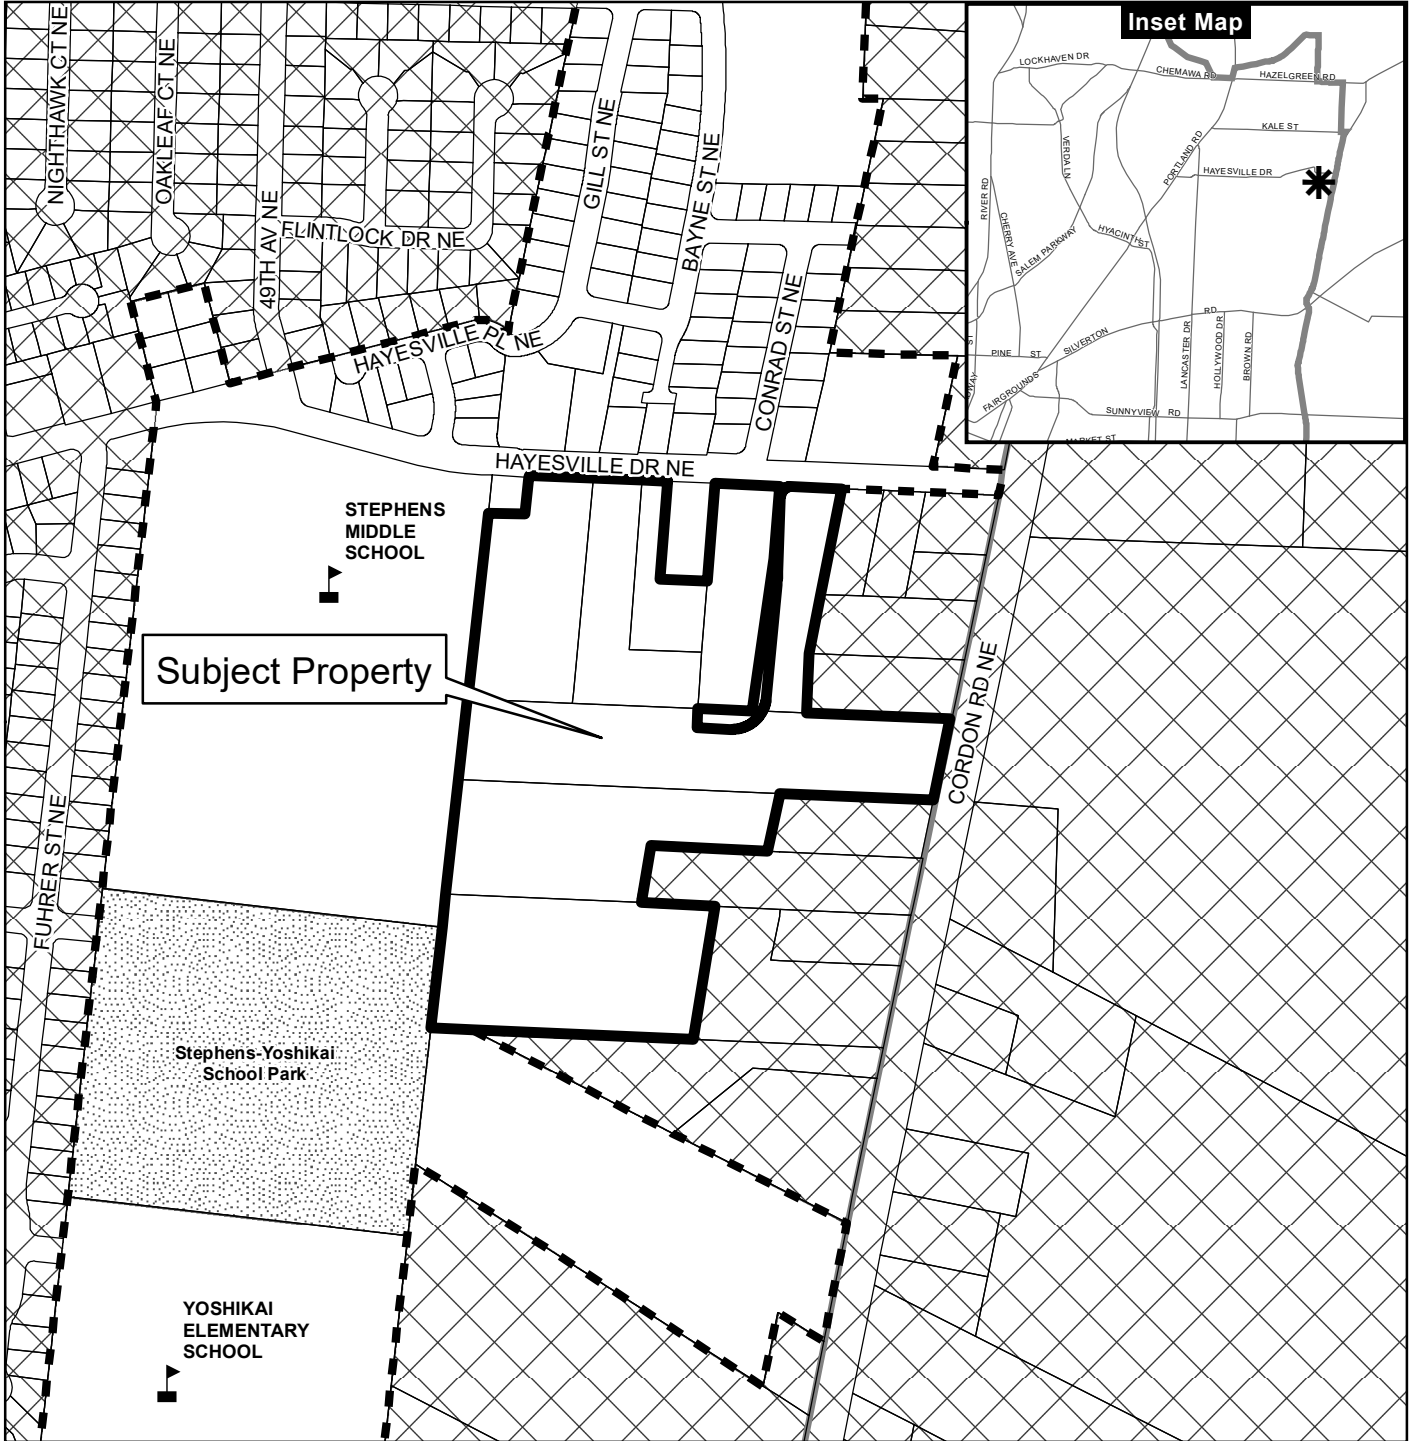 Inset Map
LOCKHAVEN DR
CHEMAWA RD
HAZELGREEN RD
KALE ST
VERDA LN
PORTLAND RD
HAYESVILLE DR
RIVER RD
CHERRY AVE
SALEM PARKWAY
HYACINTH ST
RD
SILVERTON
PINE ST
ST
LANCASTER DR
HOLLYWOOD DR
BROWN RD
FAIRGROUNDS
SUNNYVIEW RD
MARKET ST
NIGHTHAWK CT NE
OAKLEAF CT NE
49TH AV NE
FLINTLOCK DR NE
GILL ST NE
BAYNE ST NE
CONRAD ST NE
HAYESVILLE PL NE
HAYESVILLE DR NE
STEPHENS
MIDDLE
SCHOOL
Subject Property
CORDON RD NE
FUHRER ST NE
Stephens-Yoshikai
School Park
YOSHIKAI
ELEMENTARY
SCHOOL